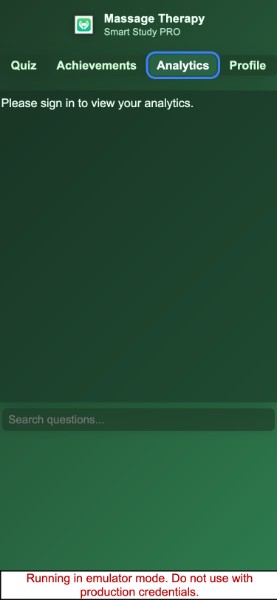 Massage Therapy
Smart Study PRO
Quiz Achievements Analytics Profile
Please sign in to view your analytics.
Search questions...
Running in emulator mode. Do not use with
production credentials.